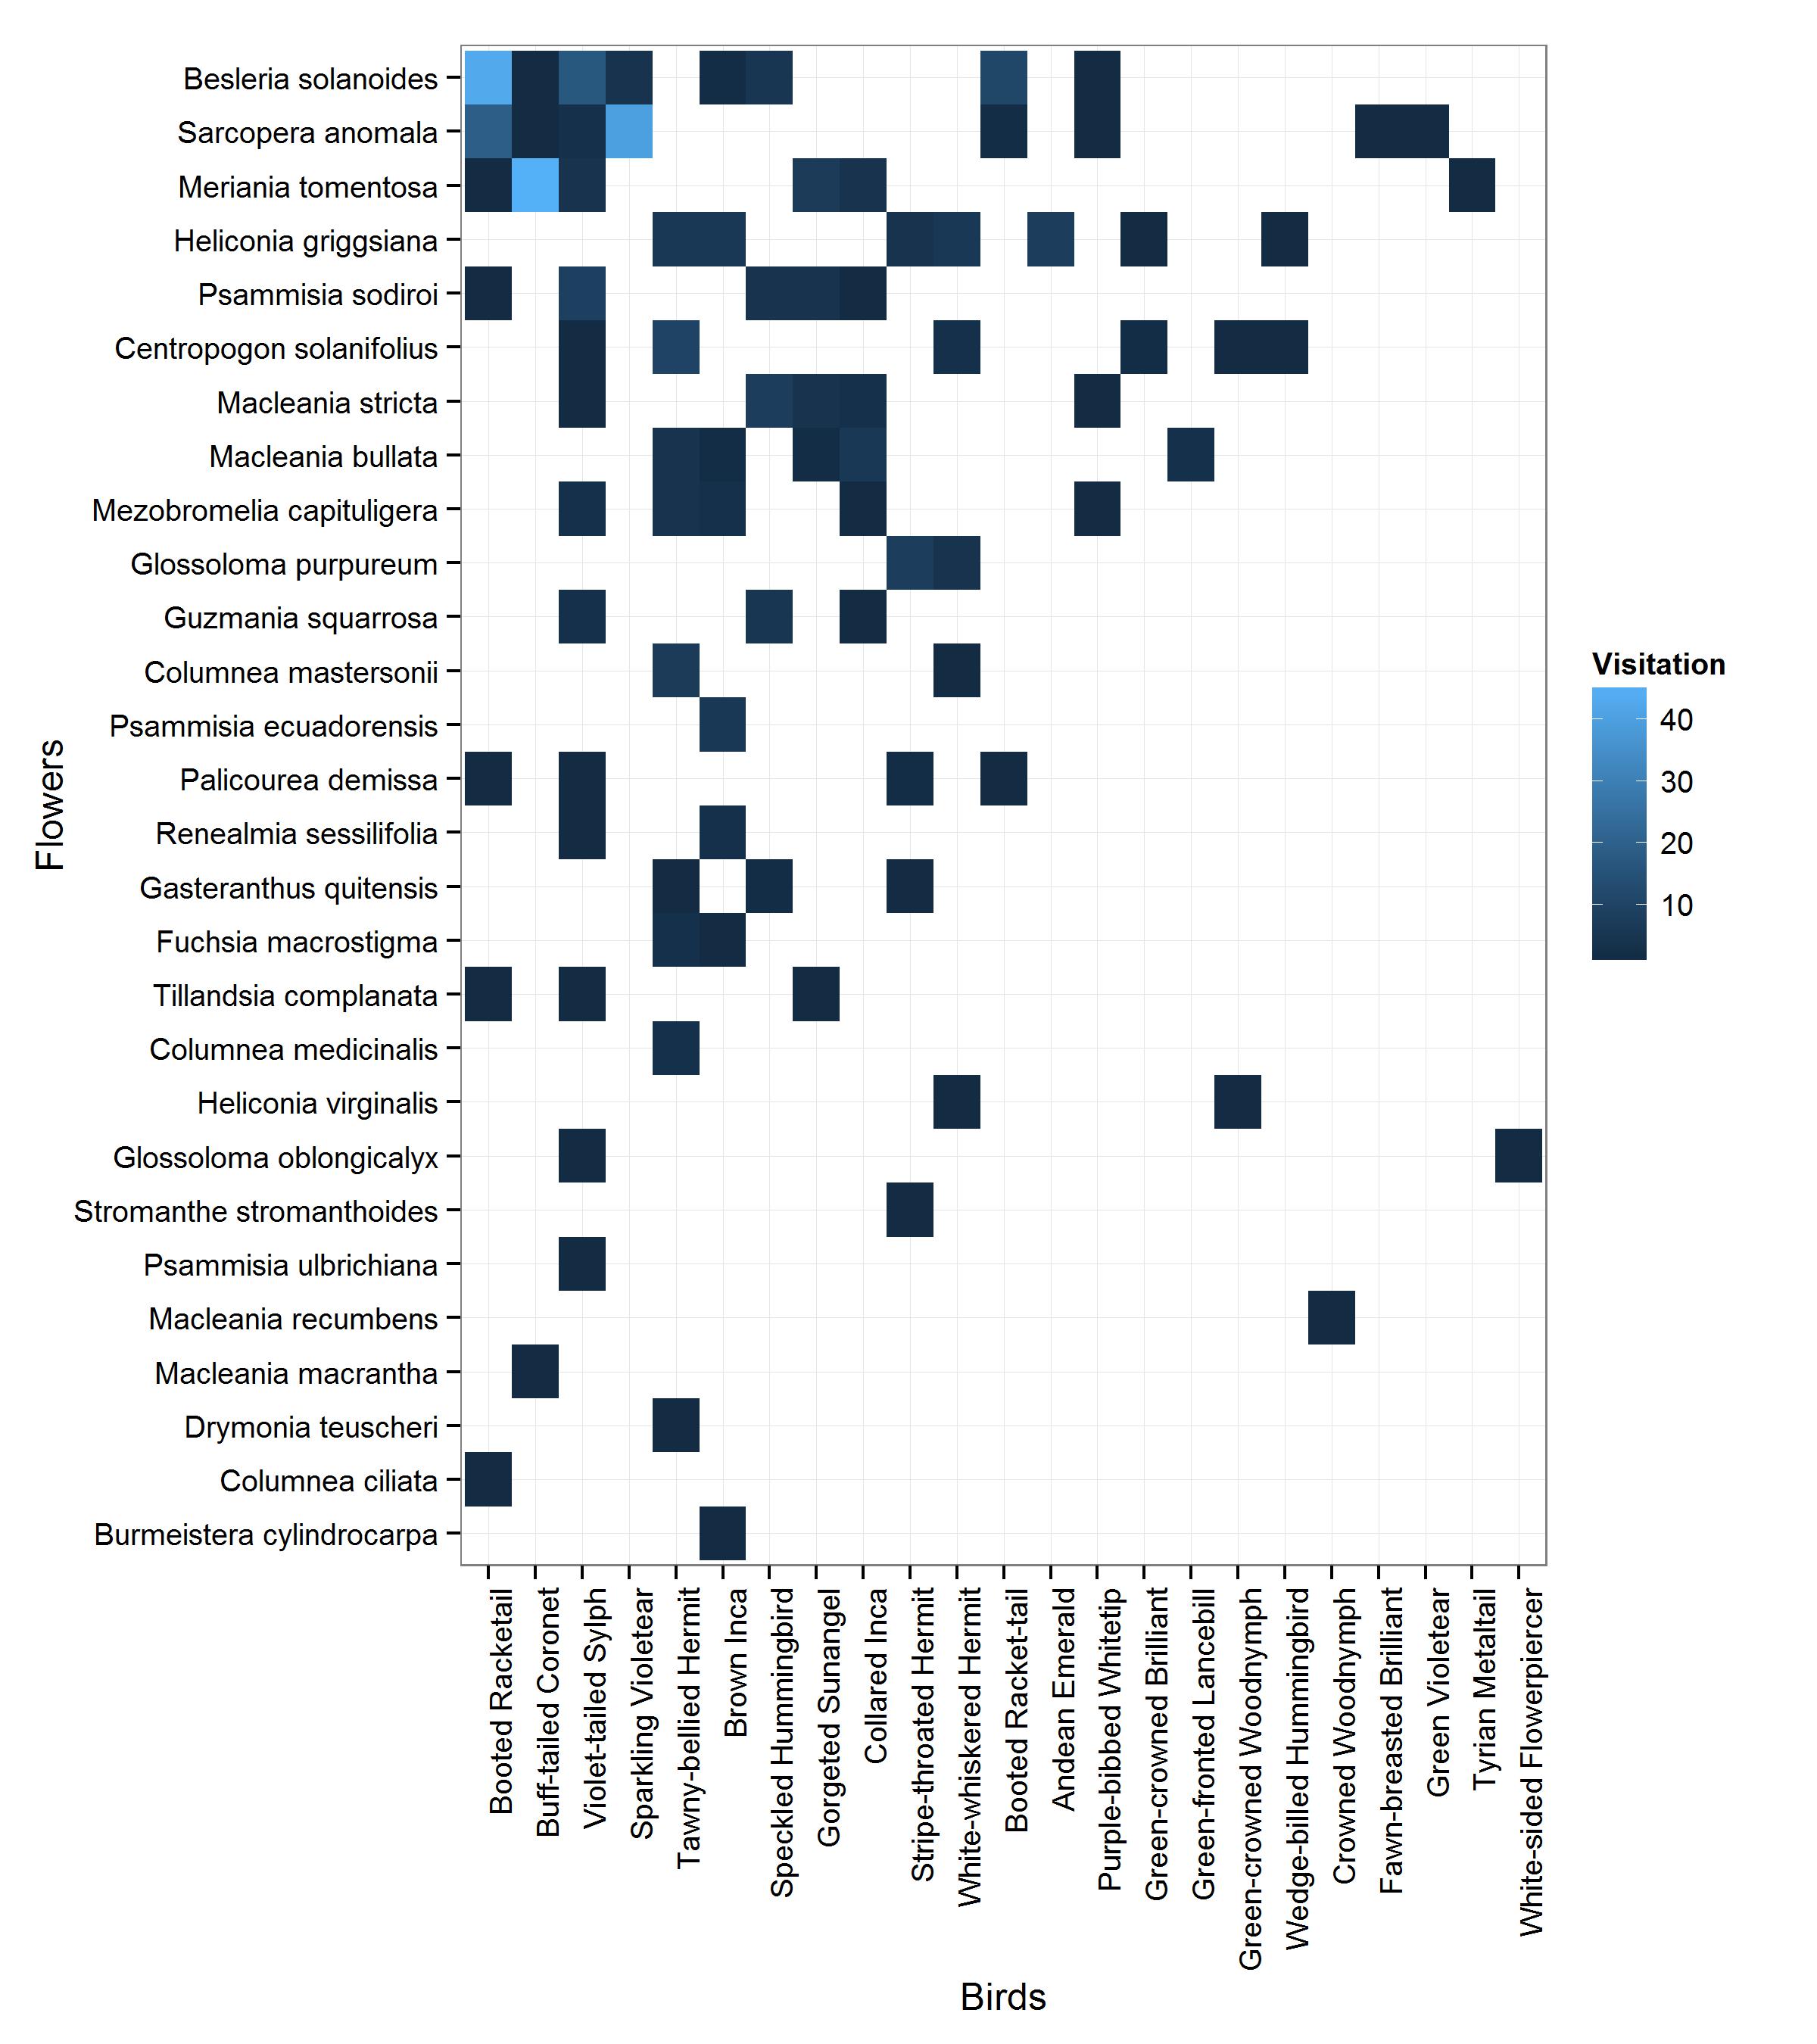 Flowers
Besleria solanoides
Sarcopera anomala
Meriania tomentosa
Heliconia griggsiana
Psammisia sodiroi
Centropogon solanifolius
Macleania stricta
Macleania bullata
Mezobromelia capituligera
Glossoloma purpureum
Guzmania squarrosa
Columnea mastersonii
Psammisia ecuadorensis
Palicourea demissa
Renealmia sessilifolia
Gasteranthus quitensis
Fuchsia macrostigma
Tillandsia complanata
Columnea medicinalis
Heliconia virginalis
Glossoloma oblongicalyx
Stromanthe stromanthoides
Psammisia ulbrichiana
Macleania recumbens
Macleania macrantha
Drymonia teuscheri
Columnea ciliata
Burmeistera cylindrocarpa
Booted Racketail
Buff-tailed Coronet
Violet-tailed Sylph
Sparkling Violetear
Tawny-bellied Hermit
Brown Inca
Speckled Hummingbird
Gorgeted Sunangel
Collared Inca
Stripe-throated Hermit
White-whiskered Hermit
Booted Racket-tail
Andean Emerald
Purple-bibbed Whitetip
Green-crowned Brilliant
Green-fronted Lancebill
Green-crowned Woodnymph
Wedge-billed Hummingbird
Crowned Woodnymph
Fawn-breasted Brilliant
Green Violetear
Tyrian Metaltail
White-sided Flowerpiercer
Birds
Visitation
40
30
20
10